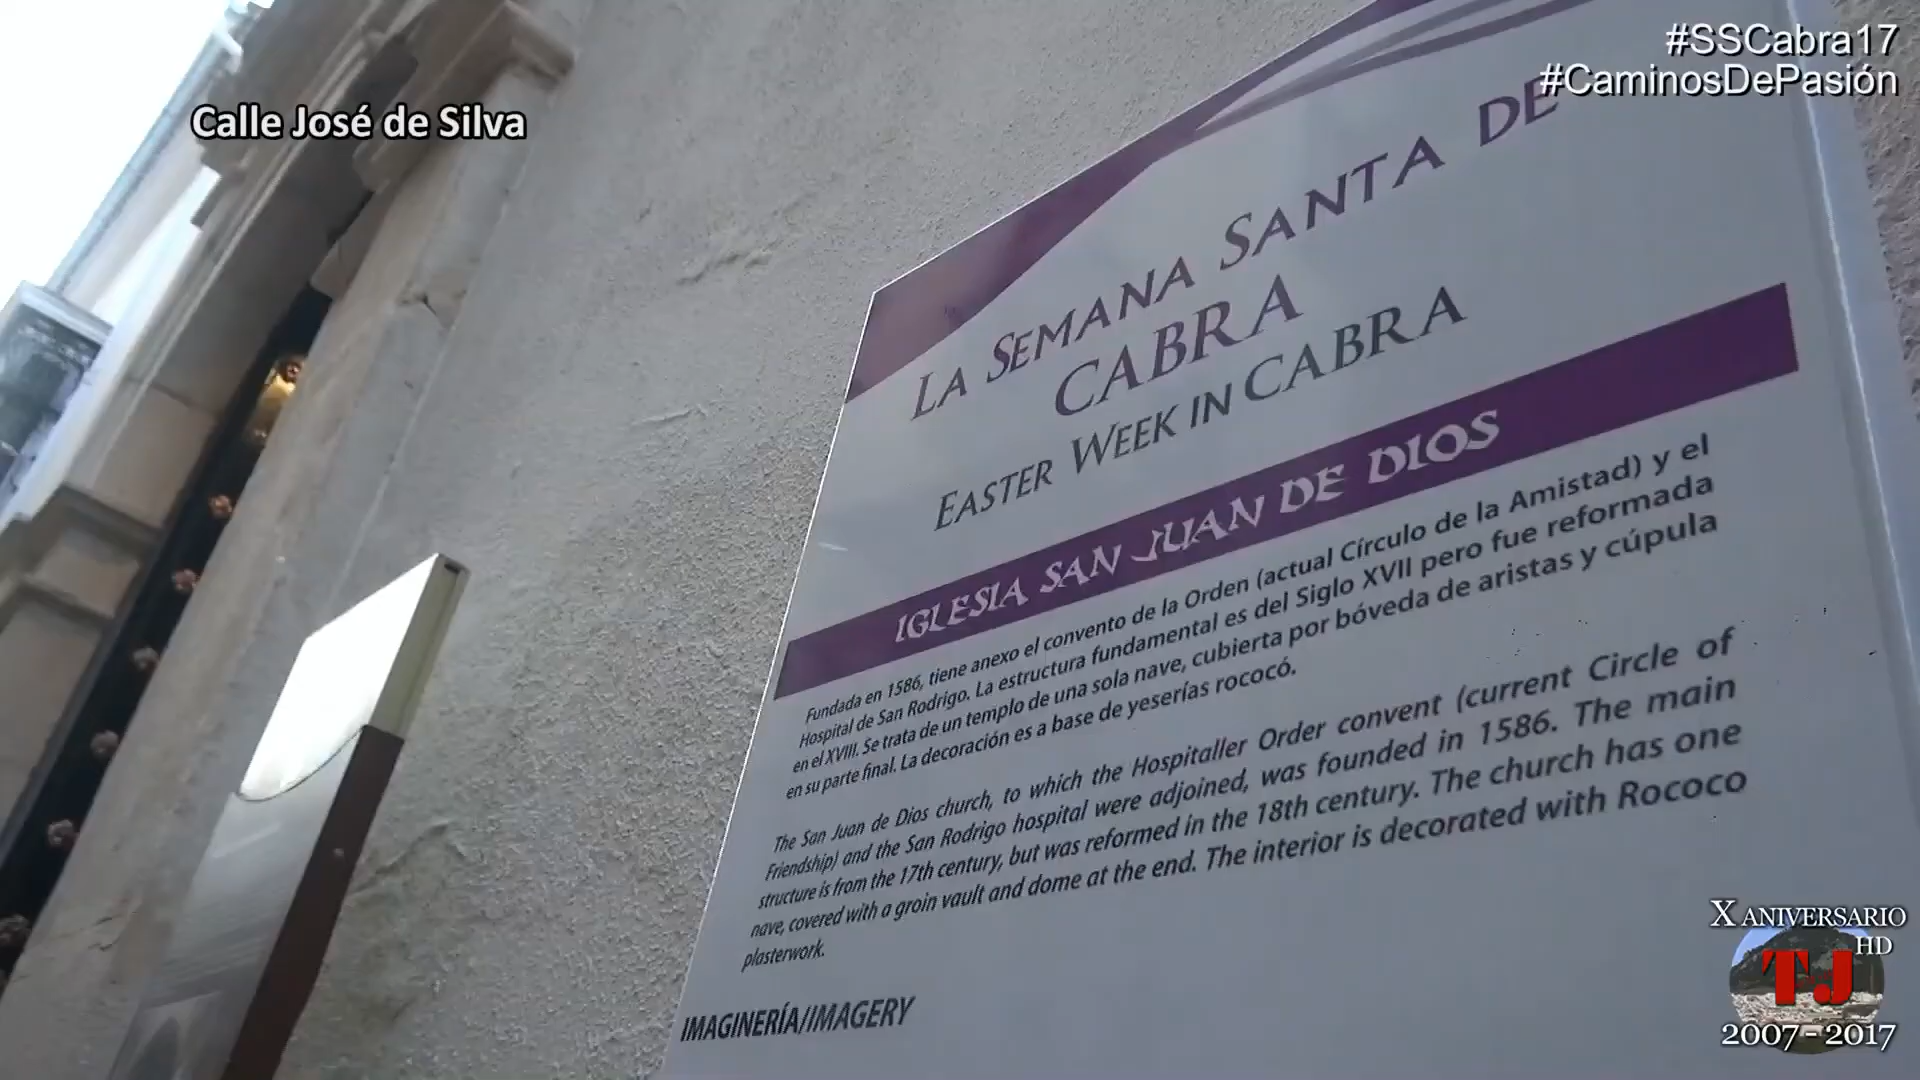 #SSCabra17
#CaminosDePasión
Calle José de Silva
LA SEMANA SANTA DE
CABRA
EASTER WEEK IN CABRA
IGLESIA SAN JUAN DE DIOS
Fundada en 1586, tiene anexo el convento de la Orden (actual Círculo de la Amistad) y el
Hospital de San Rodrigo. La estructura fundamental es del Siglo XVII pero fue reformada
en el XVIII. Se trata de un templo de una sola nave, cubierta por bóveda de aristas y cúpula
en su parte final. La decoración es a base de yeserías rococó.
The San Juan de Dios church, to which the Hospitaller Order convent (current Circle of
Friendship) and the San Rodrigo hospital were adjoined, was founded in 1586. The main
structure is from the 17th century, but was reformed in the 18th century. The church has one
nave, covered with a groin vault and dome at the end. The interior is decorated with Rococo
plasterwork.
IMAGINERÍA/IMAGERY
X ANIVERSARIO
HD
TJ
2007-2017